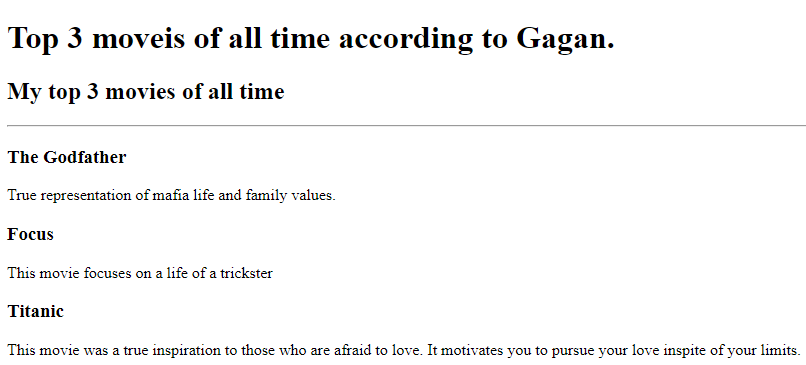 Top 3 moveis of all time according to Gagan.
My top 3 movies of all time
The Godfather
True representation of mafia life and family values.
Focus
This movie focuses on a life of a trickster
Titanic
This movie was a true inspiration to those who are afraid to love. It motivates you to pursue your love inspite of your limits.